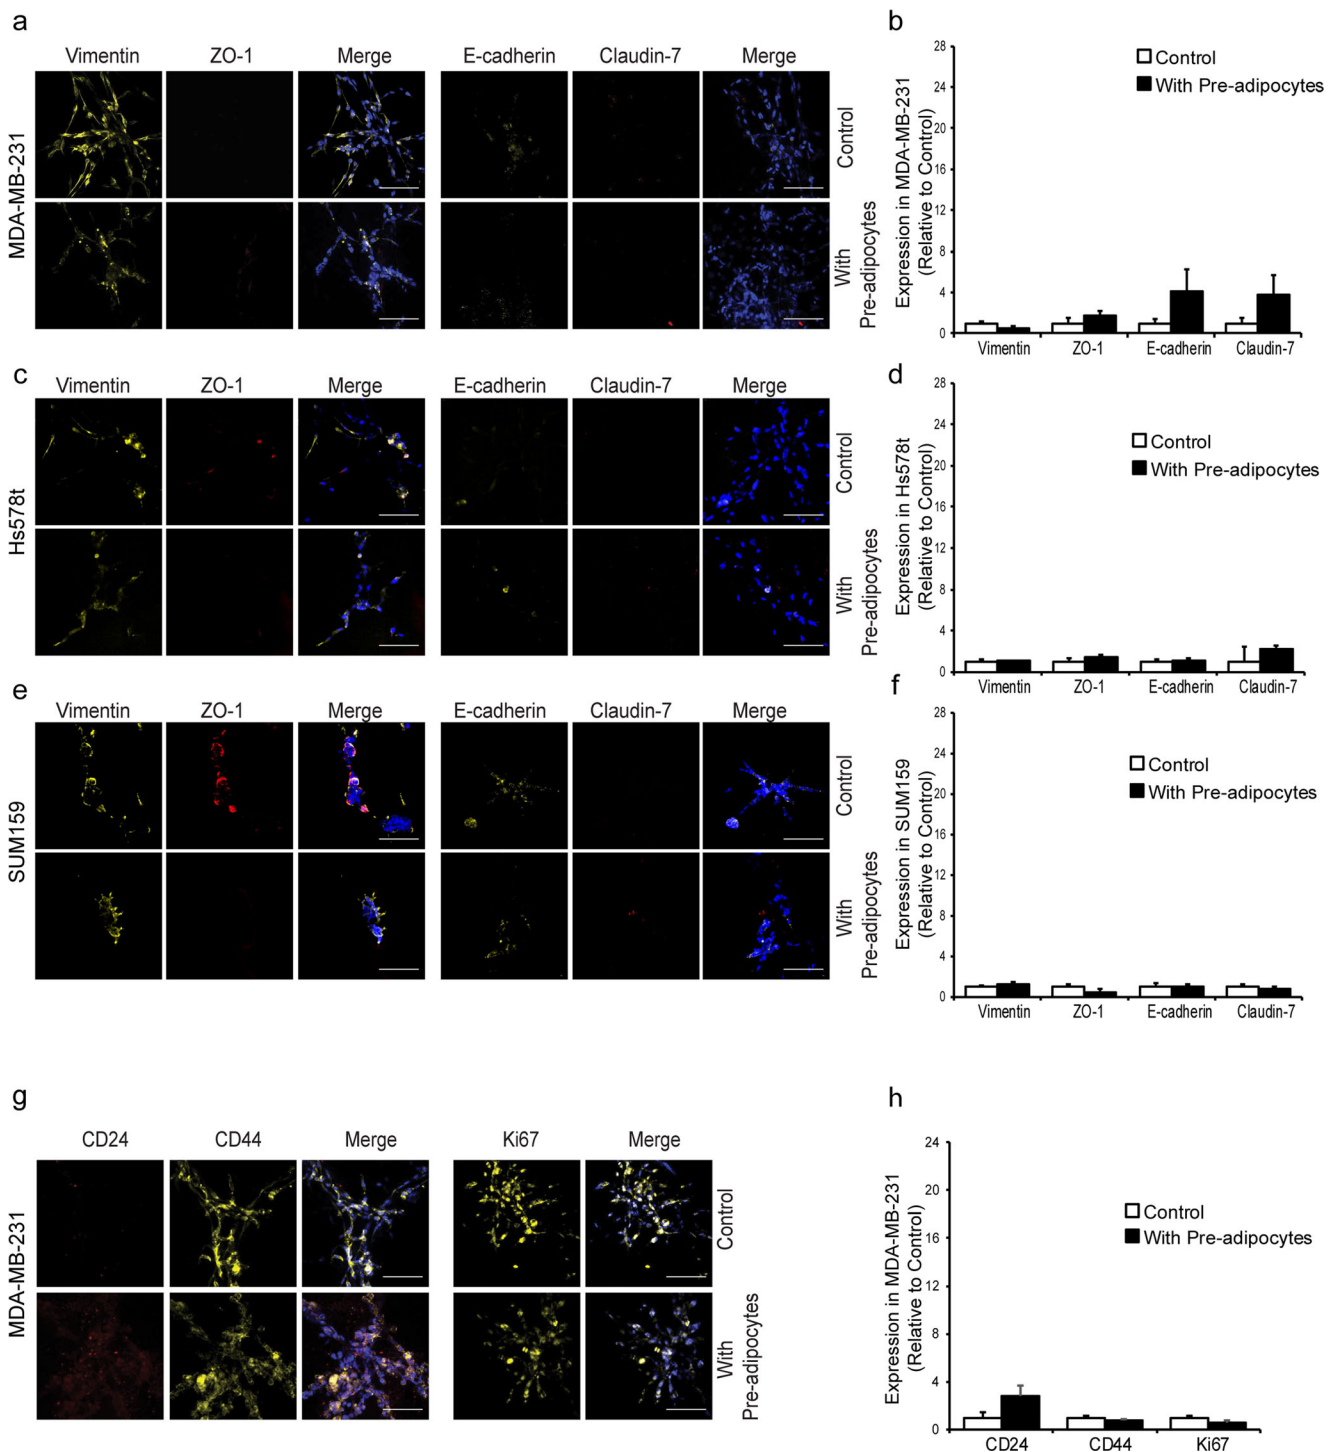 a
Vimentin ZO-1 Merge E-cadherin Claudin-7 Merge
MDA-MB-231
Control
With
Pre-adipocytes
b
Expression in MDA-MB-231
(Relative to Control)
28
24
20
16
12
8
4
0
Control
With Pre-adipocytes
Vimentin ZO-1 E-cadherin Claudin-7
c
Vimentin ZO-1 Merge E-cadherin Claudin-7 Merge
Hs578t
Control
With
Pre-adipocytes
d
Expression in Hs578t
(Relative to Control)
28
24
20
16
12
8
4
0
Control
With Pre-adipocytes
Vimentin ZO-1 E-cadherin Claudin-7
e
Vimentin ZO-1 Merge E-cadherin Claudin-7 Merge
SUM159
Control
With
Pre-adipocytes
f
Expression in SUM159
(Relative to Control)
28
24
20
16
12
8
4
0
Control
With Pre-adipocytes
Vimentin ZO-1 E-cadherin Claudin-7
g
CD24 CD44 Merge Ki67 Merge
MDA-MB-231
Control
With
Pre-adipocytes
h
Expression in MDA-MB-231
(Relative to Control)
24
20
16
12
8
4
0
Control
With Pre-adipocytes
CD24 CD44 Ki67